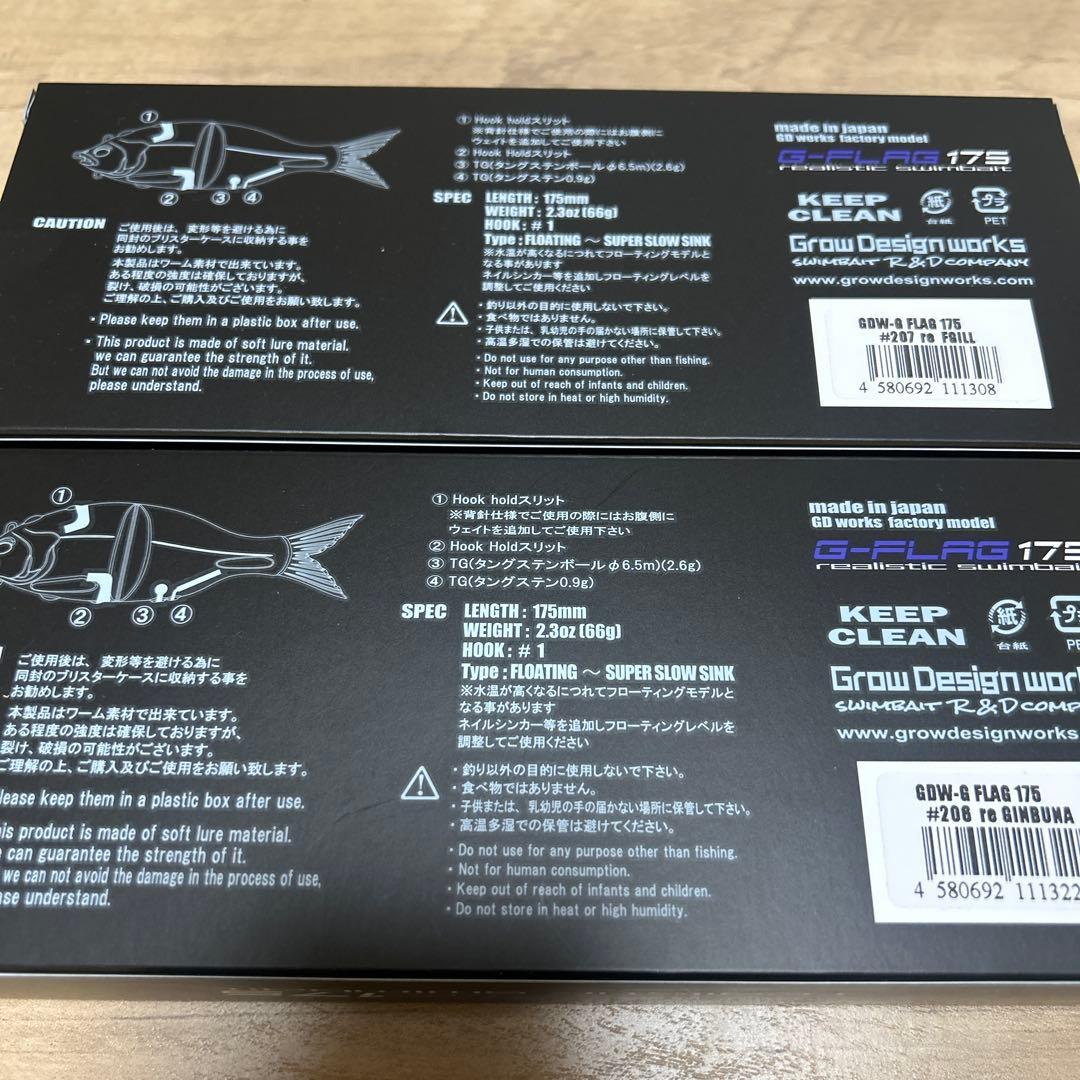 ①
② ③ ④
CAUTION
ご使用後は、変形等を避ける為に
同封のブリスターケースに収納する事を
お勧めします。
本製品はワーム素材で出来ています。
ある程度の強度は確保しておりますが、
裂け、破損の可能性がございます。
ご理解の上、ご購入及びご使用をお願い致します。
・Please keep them in a plastic box after use.
・This product is made of soft lure material.
we can guarantee the strength of it.
But we can not avoid the damage in the process of use,
please understand.
① Hook holdスリット
※背針仕様でご使用の際にはお腹側に
ウェイトを追加して下さい
② Hook Holdスリット
③ TG(タングステンボールφ6.5m)(2.6g)
④ TG(タングステン0.9g)
SPEC LENGTH : 175mm
WEIGHT : 2.3oz (66g)
HOOK : # 1
Type : FLOATING ～ SUPER SLOW SINK
※水温が高くなるにつれてフローティングモデルと
なる事があります
ネイルシンカー等を追加しフローティングレベルを
調整してご使用ください
・釣り以外の目的に使用しないで下さい。
・食べ物ではありません。
・子供または、乳幼児の手の届かない場所に保管して下さい。
・高温多湿での保管は避けてください。
・Do not use for any purpose other than fishing.
・Not for human consumption.
・Keep out of reach of infants and children.
・Do not store in heat or high humidity.
made in japan
GD works factory model
G-FLAG 175
realistic swimbait
KEEP
CLEAN
紙
台紙
プラ
PET
Grow Design works
SWIMBAIT R&D COMPANY
www.growdesignworks.com
GDW-G FLAG 175
#207 re FGILL
4 580692 111308
①
② ③ ④
ご使用後は、変形等を避ける為に
同封のブリスターケースに収納する事を
お勧めします。
本製品はワーム素材で出来ています。
ある程度の強度は確保しておりますが、
裂け、破損の可能性がございます。
ご理解の上、ご購入及びご使用をお願い致します。
lease keep them in a plastic box after use.
his product is made of soft lure material.
e can guarantee the strength of it.
we can not avoid the damage in the process of use,
ase understand.
① Hook holdスリット
※背針仕様でご使用の際にはお腹側に
ウェイトを追加してご使用下さい
② Hook Holdスリット
③ TG(タングステンボールφ6.5m)(2.6g)
④ TG(タングステン0.9g)
SPEC LENGTH : 175mm
WEIGHT : 2.3oz (66g)
HOOK : # 1
Type : FLOATING ～ SUPER SLOW SINK
※水温が高くなるにつれてフローティングモデルと
なる事があります
ネイルシンカー等を追加しフローティングレベルを
調整してご使用ください
・釣り以外の目的に使用しないで下さい。
・食べ物ではありません。
・子供または、乳幼児の手の届かない場所に保管して下さい。
・高温多湿での保管は避けてください。
・Do not use for any purpose other than fishing.
・Not for human consumption.
・Keep out of reach of infants and children.
・Do not store in heat or high humidity.
made in japan
GD works factory model
G-FLAG 175
realistic swimbait
KEEP
CLEAN
紙
台紙
プラ
PE
Grow Design work
SWIMBAIT R&D COMP
www.growdesignworks.
GDW-G FLAG 175
#208 re GINBUNA
4 580692 111322